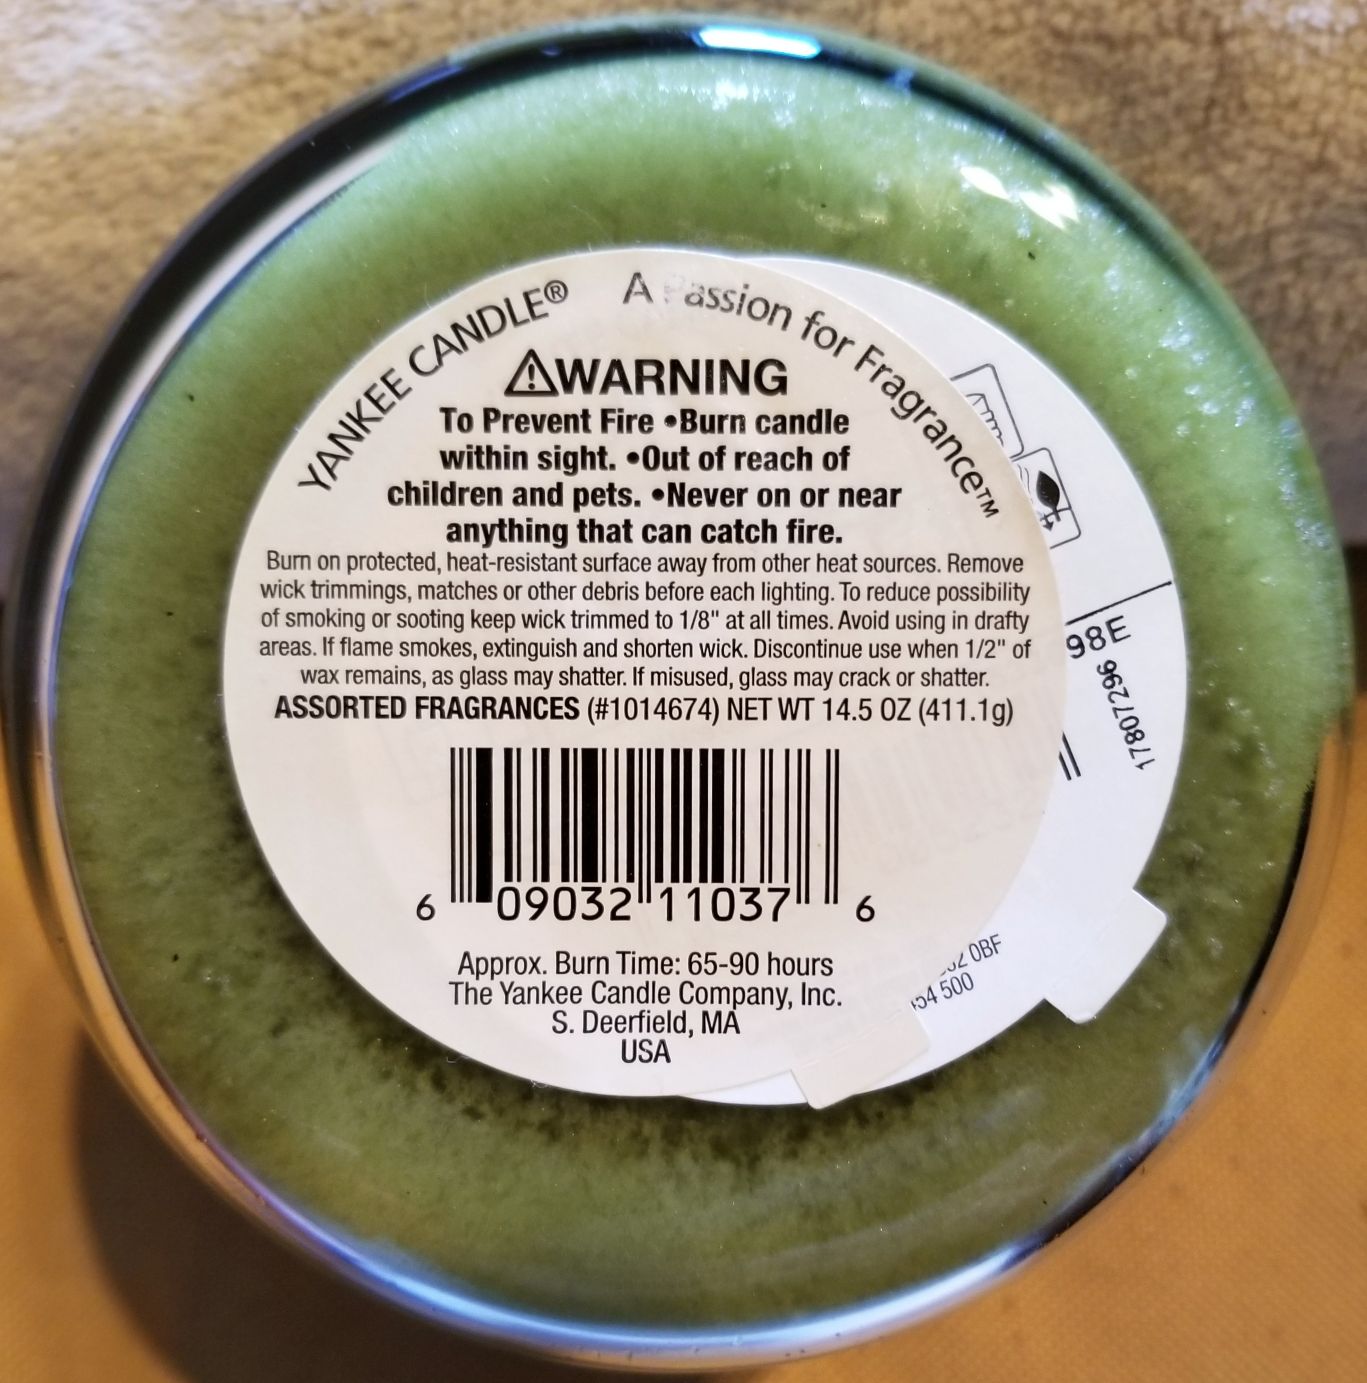 YANKEE CANDLE® A Passion for Fragrance™
WARNING
To Prevent Fire •Burn candle
within sight. •Out of reach of
children and pets. •Never on or near
anything that can catch fire.
Burn on protected, heat-resistant surface away from other heat sources. Remove
wick trimmings, matches or other debris before each lighting. To reduce possibility
of smoking or sooting keep wick trimmed to 1/8" at all times. Avoid using in drafty
areas. If flame smokes, extinguish and shorten wick. Discontinue use when 1/2" of
wax remains, as glass may shatter. If misused, glass may crack or shatter.
ASSORTED FRAGRANCES (#1014674) NET WT 14.5 OZ (411.1g)
6 09032 11037 6
Approx. Burn Time: 65-90 hours
The Yankee Candle Company, Inc.
S. Deerfield, MA
USA
17807296
0BF
500